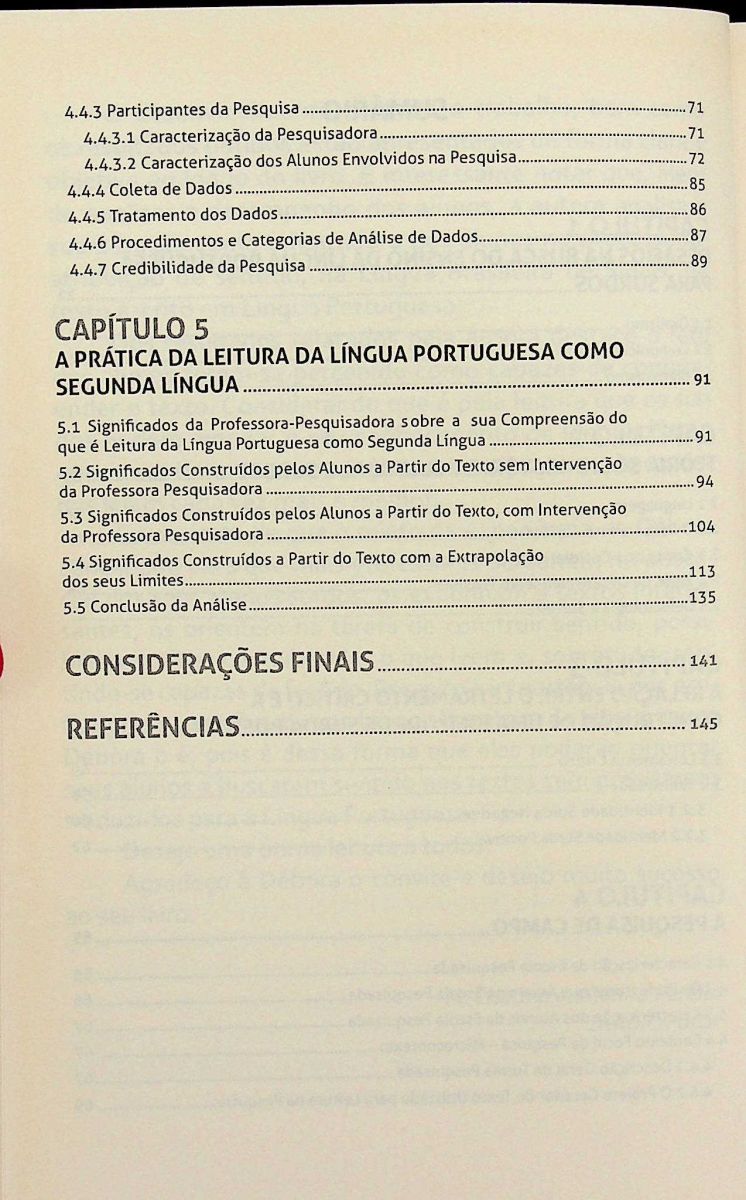 4.4.3 Participantes da Pesquisa ........ 71
4.4.3.1 Caracterização da Pesquisadora ........ 71
4.4.3.2 Caracterização dos Alunos Envolvidos na Pesquisa ........ 72
4.4.4 Coleta de Dados ........ 85
4.4.5 Tratamento dos Dados ........ 86
4.4.6 Procedimentos e Categorias de Análise de Dados ........ 87
4.4.7 Credibilidade da Pesquisa ........ 89
CAPÍTULO 5
A PRÁTICA DA LEITURA DA LÍNGUA PORTUGUESA COMO
SEGUNDA LÍNGUA ........ 91
5.1 Significados da Professora-Pesquisadora sobre a sua Compreensão do
que é Leitura da Língua Portuguesa como Segunda Língua ........ 91
5.2 Significados Construídos pelos Alunos a Partir do Texto sem Intervenção
da Professora Pesquisadora ........ 94
5.3 Significados Construídos pelos Alunos a Partir do Texto, com Intervenção
da Professora Pesquisadora ........ 104
5.4 Significados Construídos a Partir do Texto com a Extrapolação
dos seus Limites ........ 113
5.5 Conclusão da Análise ........ 135
CONSIDERAÇÕES FINAIS ........ 141
REFERÊNCIAS ........ 145